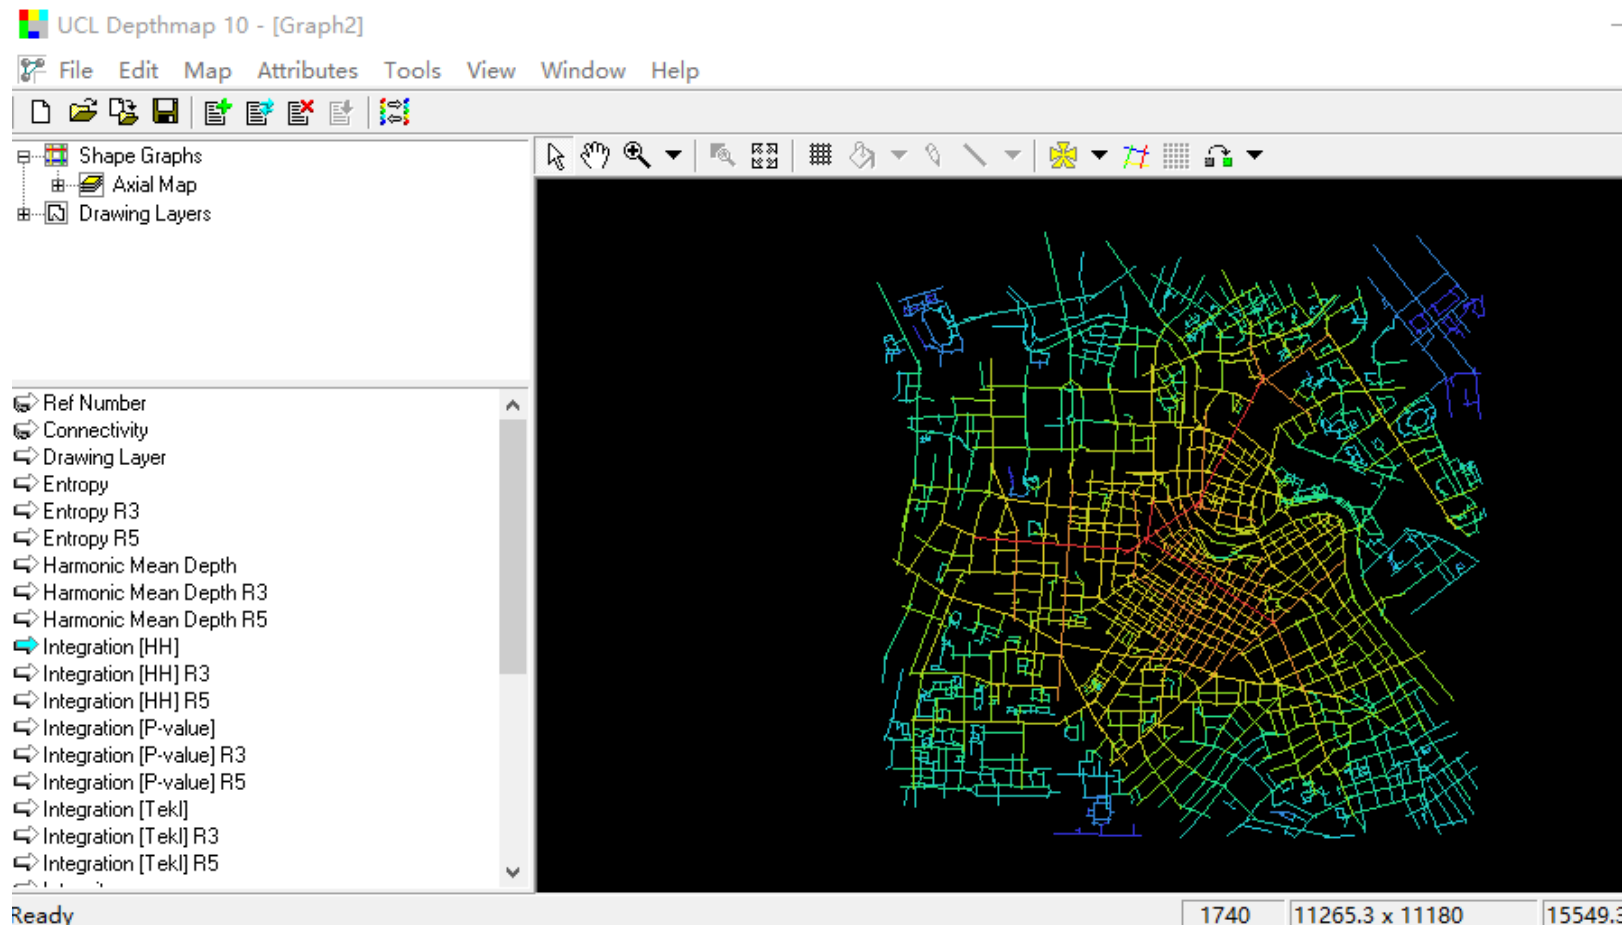 UCL Depthmap 10 - [Graph2]
File Edit Map Attributes Tools View Window Help
Shape Graphs
Axial Map
Drawing Layers
Ref Number
Connectivity
Drawing Layer
Entropy
Entropy R3
Entropy R5
Harmonic Mean Depth
Harmonic Mean Depth R3
Harmonic Mean Depth R5
Integration [HH]
Integration [HH] R3
Integration [HH] R5
Integration [P-value]
Integration [P-value] R3
Integration [P-value] R5
Integration [Tekl]
Integration [Tekl] R3
Integration [Tekl] R5
Ready 1740 11265.3 x 11180 15549.3